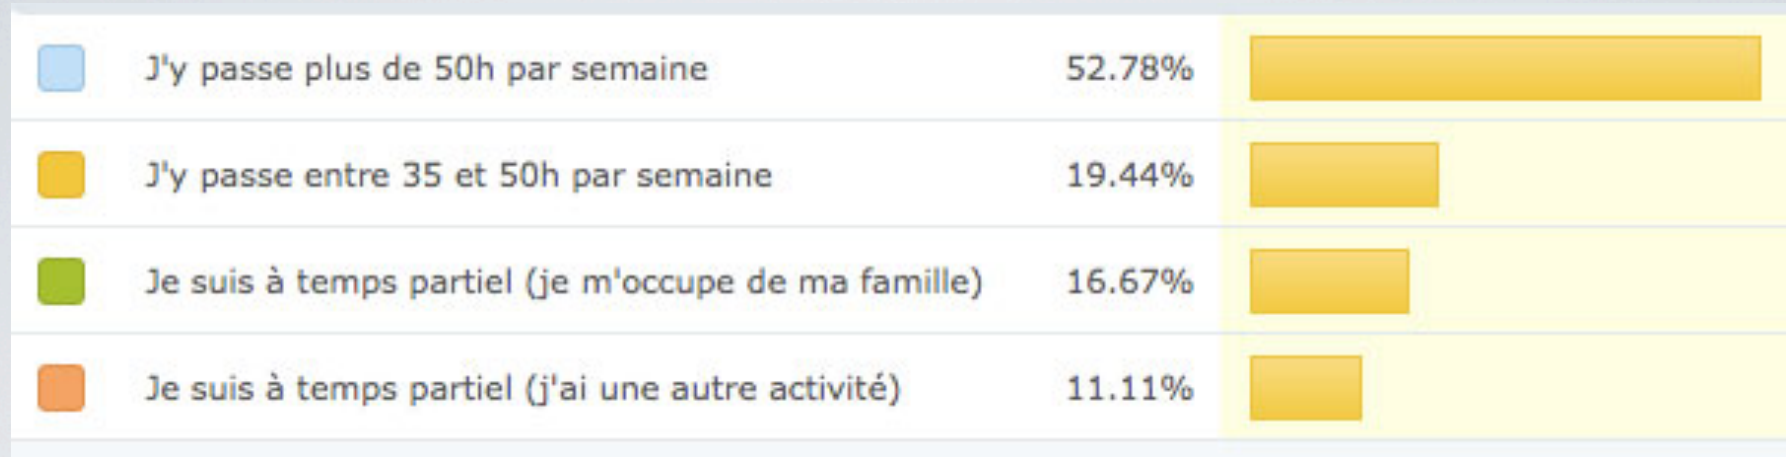 J'y passe plus de 50h par semaine 52.78%
J'y passe entre 35 et 50h par semaine 19.44%
Je suis à temps partiel (je m'occupe de ma famille) 16.67%
Je suis à temps partiel (j'ai une autre activité) 11.11%